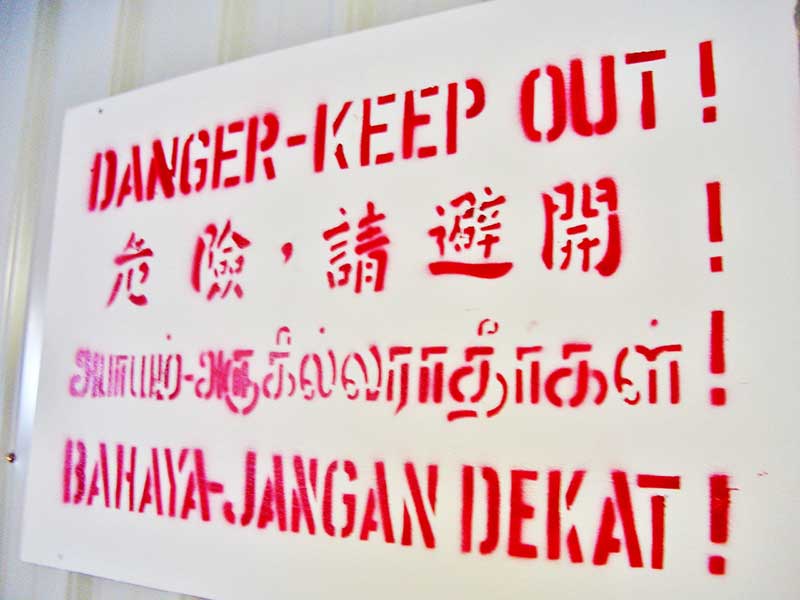 DANGER-KEEP OUT!
危險，請避開!
அபாயம்-அருகில்வராதீர்கள்!
BAHAYA-JANGAN DEKAT!